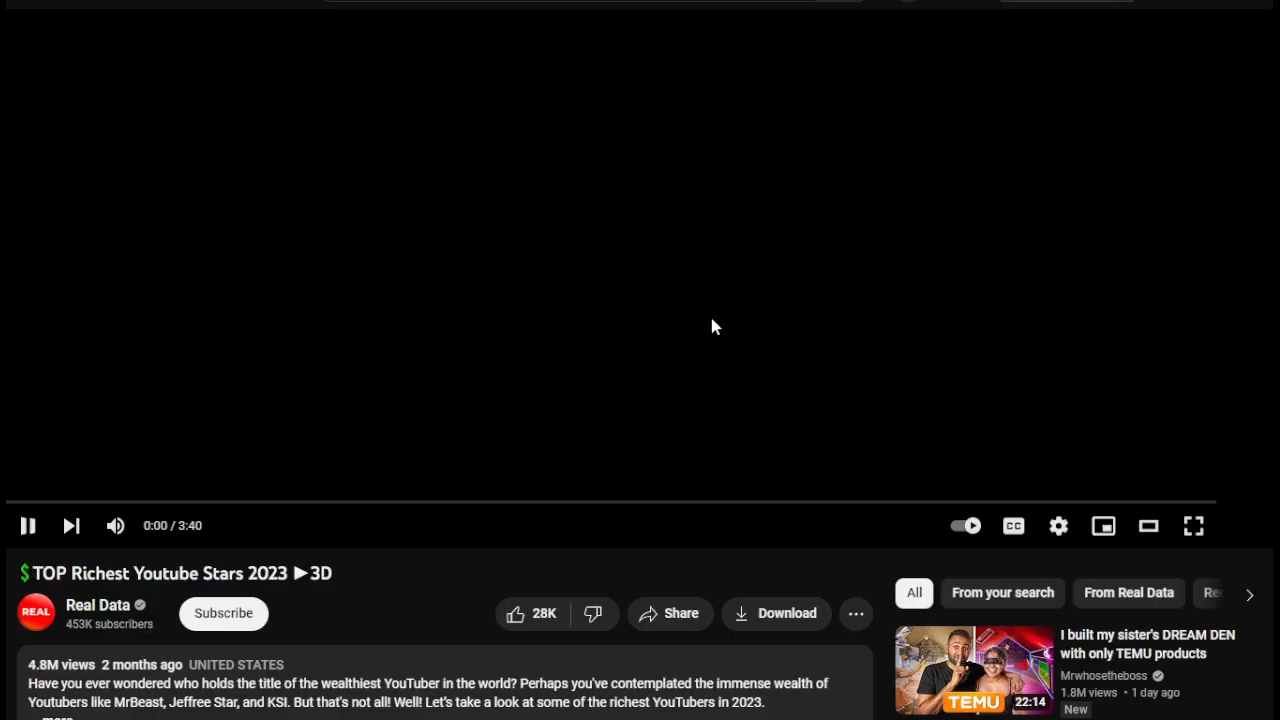 0:00 / 3:40
CC
$TOP Richest Youtube Stars 2023 ▶3D
REAL
Real Data
453K subscribers
Subscribe
28K
Share
Download
4.8M views 2 months ago UNITED STATES
Have you ever wondered who holds the title of the wealthiest YouTuber in the world? Perhaps you've contemplated the immense wealth of
Youtubers like MrBeast, Jeffree Star, and KSI. But that's not all! Well! Let's take a look at some of the richest YouTubers in 2023.
...more
All
From your search
From Real Data
TEMU
22:14
I built my sister's DREAM DEN
with only TEMU products
Mrwhosetheboss
1.8M views • 1 day ago
New